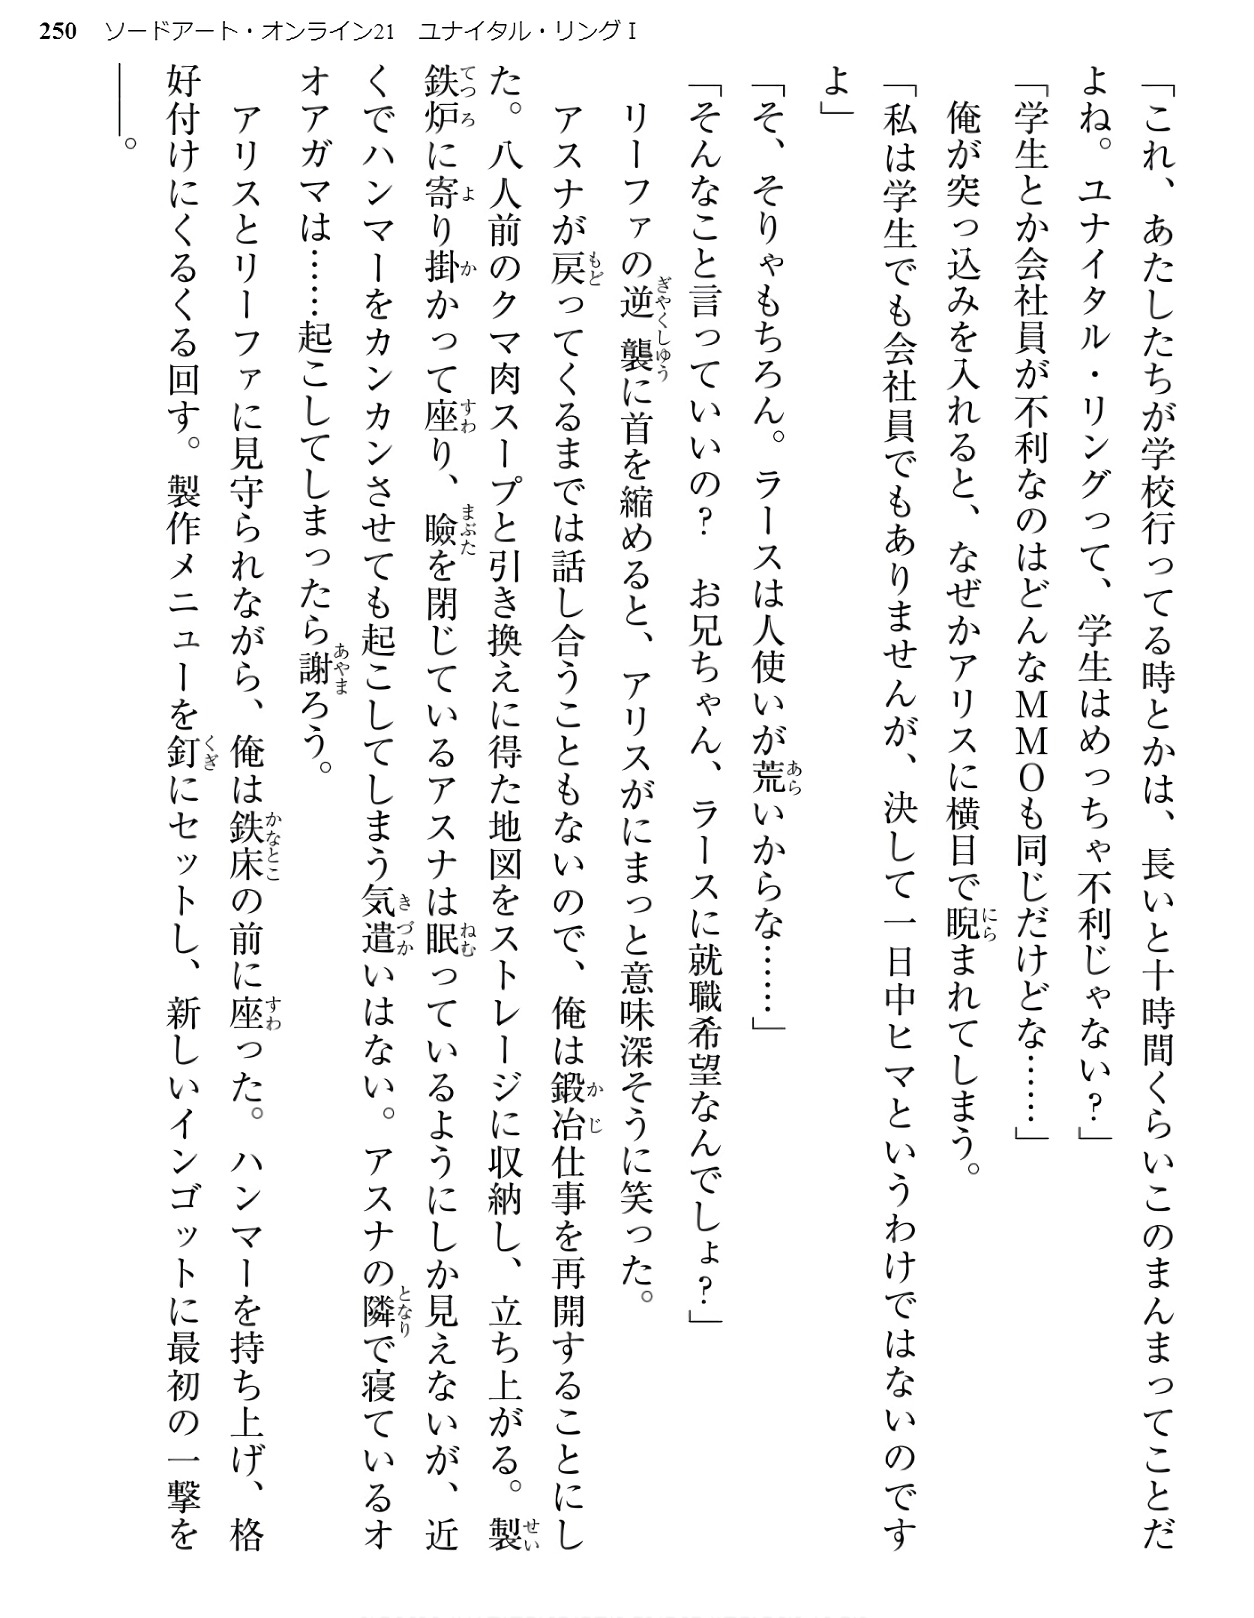 250 ソードアート・オンライン21　ユナイタル・リングⅠ
「これ、あたしたちが学校行ってる時とかは、長いと十時間くらいこのまんまってことだ
よね。ユナイタル・リングって、学生はめっちゃ不利じゃない？」
「学生とか会社員が不利なのはどんなＭＭＯも同じだけどな……」
　俺が突っ込みを入れると、なぜかアリスに横目で睨まれてしまう。
「私は学生でも会社員でもありませんが、決して一日中ヒマというわけではないのです
よ」
「そ、そりゃもちろん。ラースは人使いが荒いからな……」
「そんなこと言っていいの？　お兄ちゃん、ラースに就職希望なんでしょ？」
　リーファの逆襲に首を縮めると、アリスがにまっと意味深そうに笑った。
　アスナが戻ってくるまでは話し合うこともないので、俺は鍛冶仕事を再開することにし
た。八人前のクマ肉スープと引き換えに得た地図をストレージに収納し、立ち上がる。製
鉄炉に寄り掛かって座り、瞼を閉じているアスナは眠っているようにしか見えないが、近
くでハンマーをカンカンさせても起こしてしまう気遣いはない。アスナの隣で寝ているオ
オアガマは……起こしてしまったら謝ろう。
　アリスとリーファに見守られながら、俺は鉄床の前に座った。ハンマーを持ち上げ、格
好付けにくるくる回す。製作メニューを釘にセットし、新しいインゴットに最初の一撃を
――。